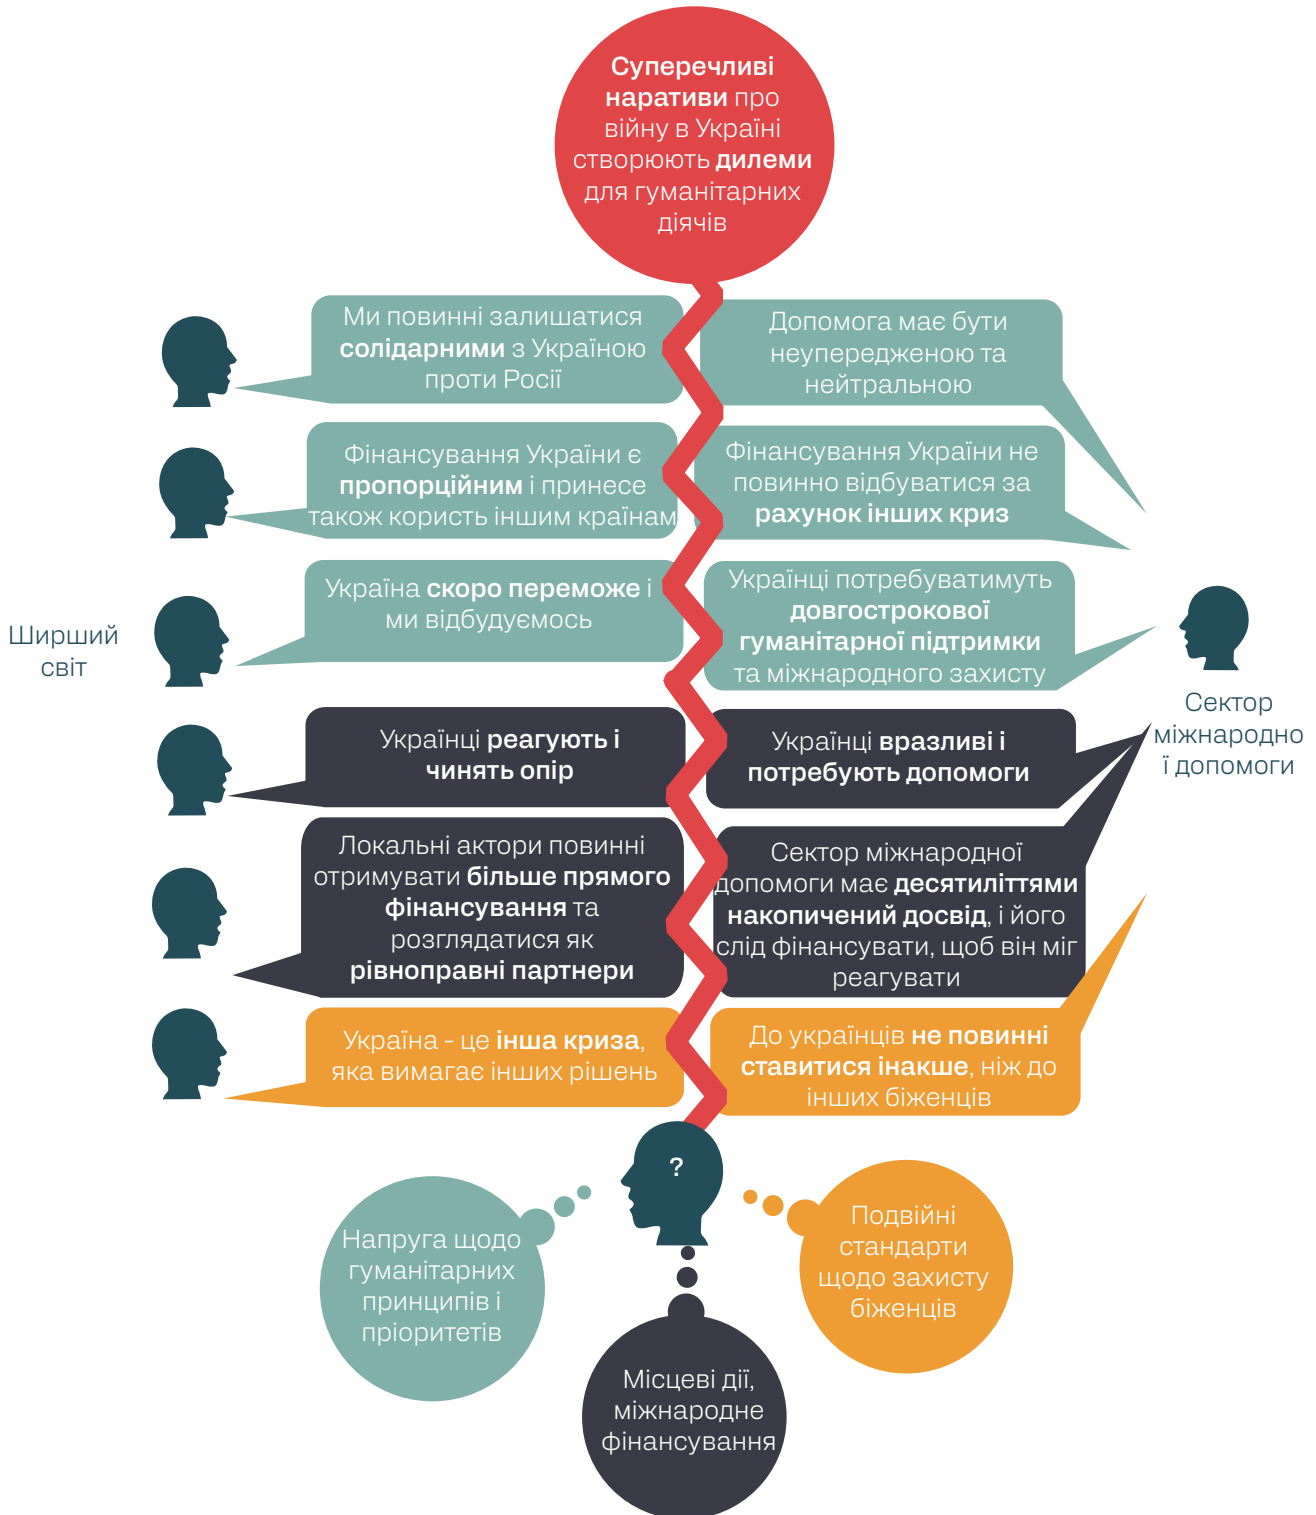 Суперечливі
наративи про
війну в Україні
створюють дилеми
для гуманітарних
діячів
Ми повинні залишатися
солідарними з Україною
проти Росії
Допомога має бути
неупередженою та
нейтральною
Фінансування України є
пропорційним і принесе
також користь іншим країнам
Фінансування України не
повинно відбуватися за
рахунок інших криз
Україна скоро переможе і
ми відбудуємось
Українці потребуватимуть
довгострокової
гуманітарної підтримки
та міжнародного захисту
Ширший
світ
Сектор
міжнародно
ї допомоги
Українці реагують і
чинять опір
Українці вразливі і
потребують допомоги
Локальні актори повинні
отримувати більше прямого
фінансування та
розглядатися як
рівноправні партнери
Сектор міжнародної
допомоги має десятиліттями
накопичений досвід, і його
слід фінансувати, щоб він міг
реагувати
Україна - це інша криза,
яка вимагає інших рішень
До українців не повинні
ставитися інакше, ніж до
інших біженців
?
Напруга щодо
гуманітарних
принципів і
пріоритетів
Подвійні
стандарти
щодо захисту
біженців
Місцеві дії,
міжнародне
фінансування